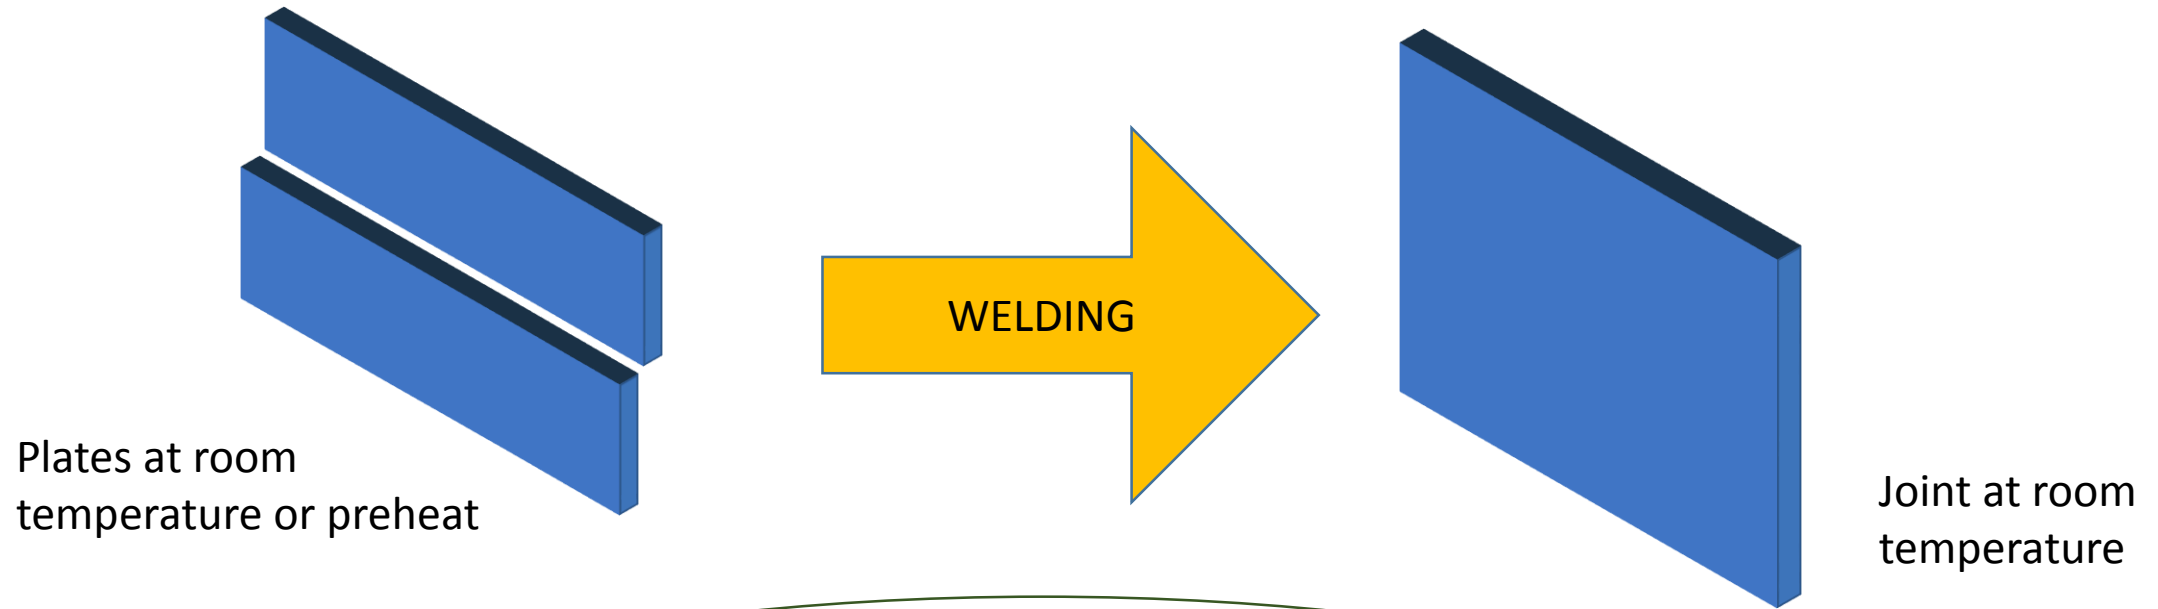 WELDING
Plates at room
temperature or preheat
Joint at room
temperature